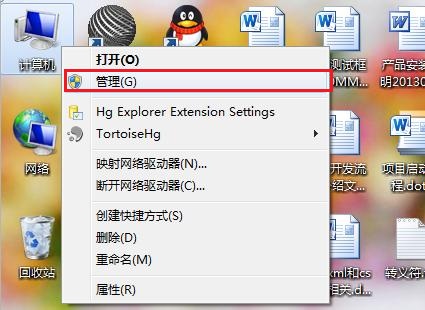 计算机
打开(O)
管理(G)
Hg Explorer Extension Settings
TortoiseHg
映射网络驱动器(N)...
断开网络驱动器(C)...
创建快捷方式(S)
删除(D)
重命名(M)
属性(R)
网络
回收站
测试框
OMM...
产品安装
明20130
开发流
绍文...
项目启动
程.dot
xml和cs
相关.d...
转义符.